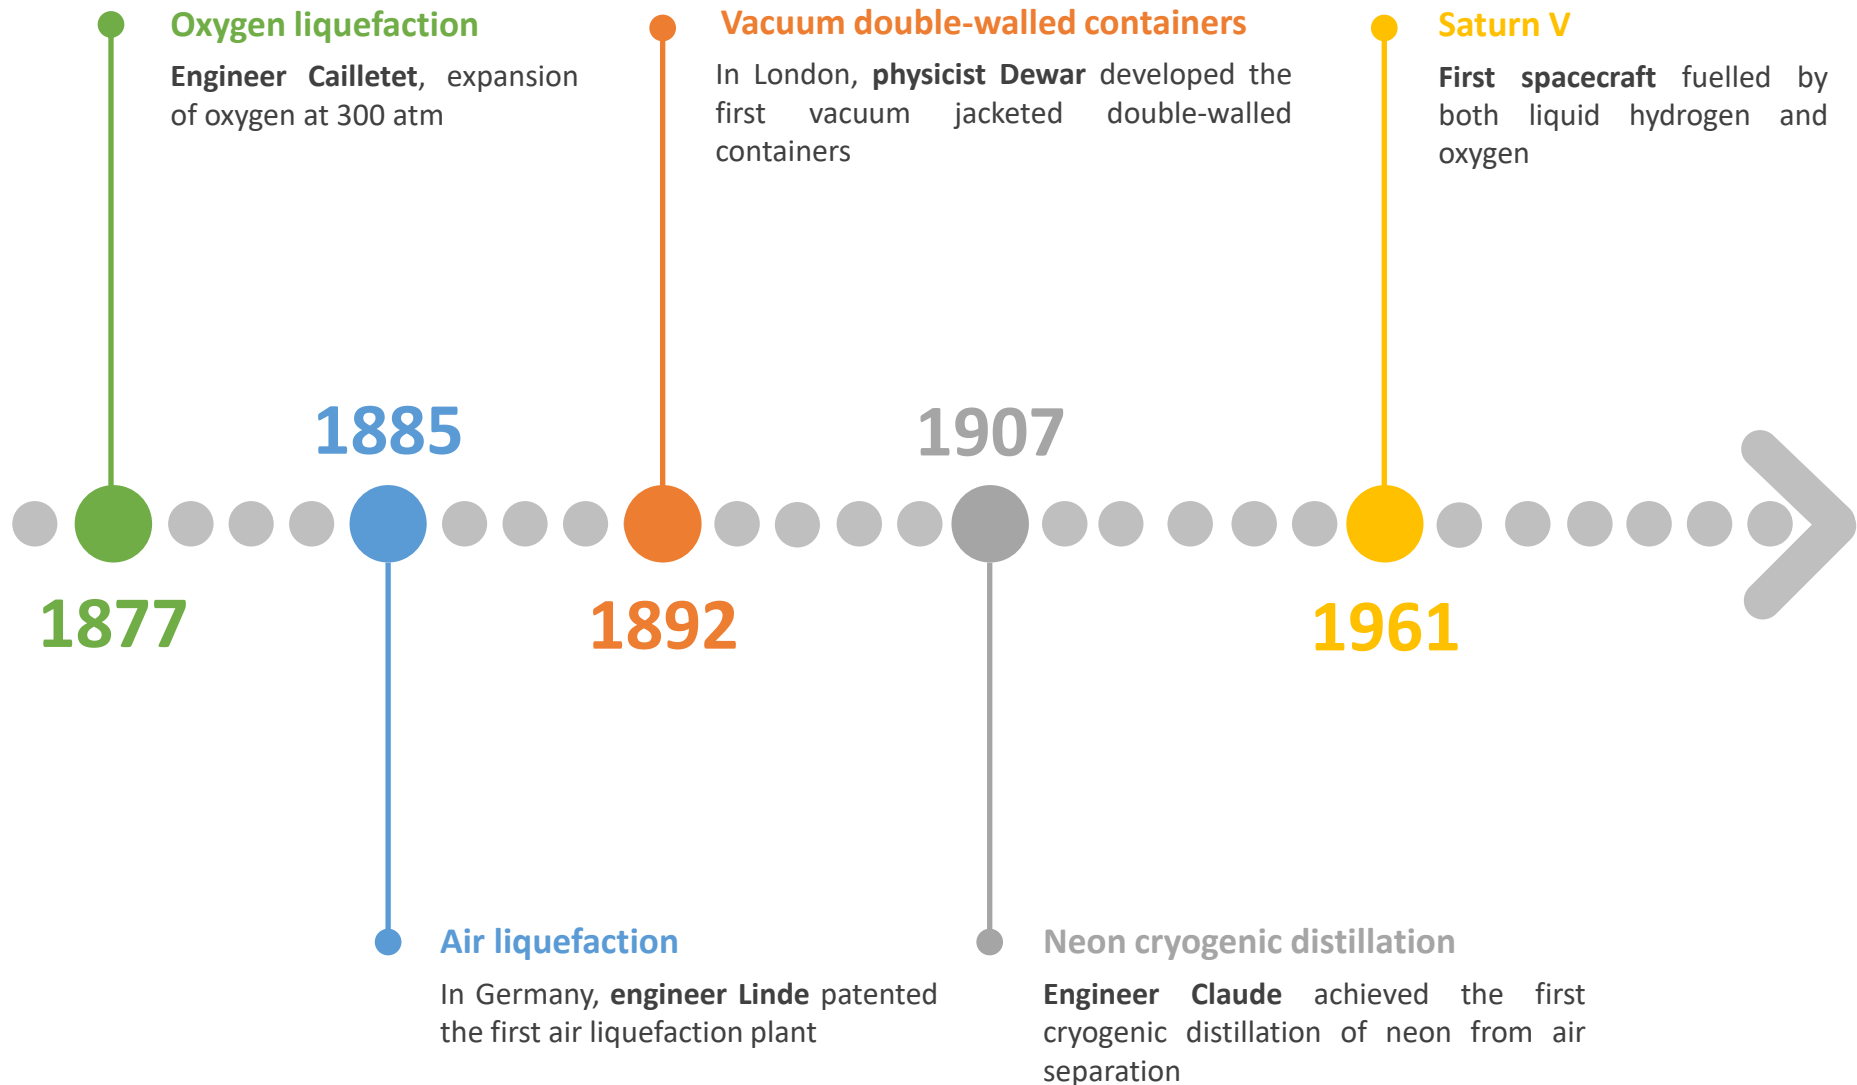 Oxygen liquefaction
Engineer Cailletet, expansion
of oxygen at 300 atm
Vacuum double-walled containers
In London, physicist Dewar developed the
first vacuum jacketed double-walled
containers
Saturn V
First spacecraft fuelled by
both liquid hydrogen and
oxygen
1885
1907
1877
1892
1961
Air liquefaction
In Germany, engineer Linde patented
the first air liquefaction plant
Neon cryogenic distillation
Engineer Claude achieved the first
cryogenic distillation of neon from air
separation